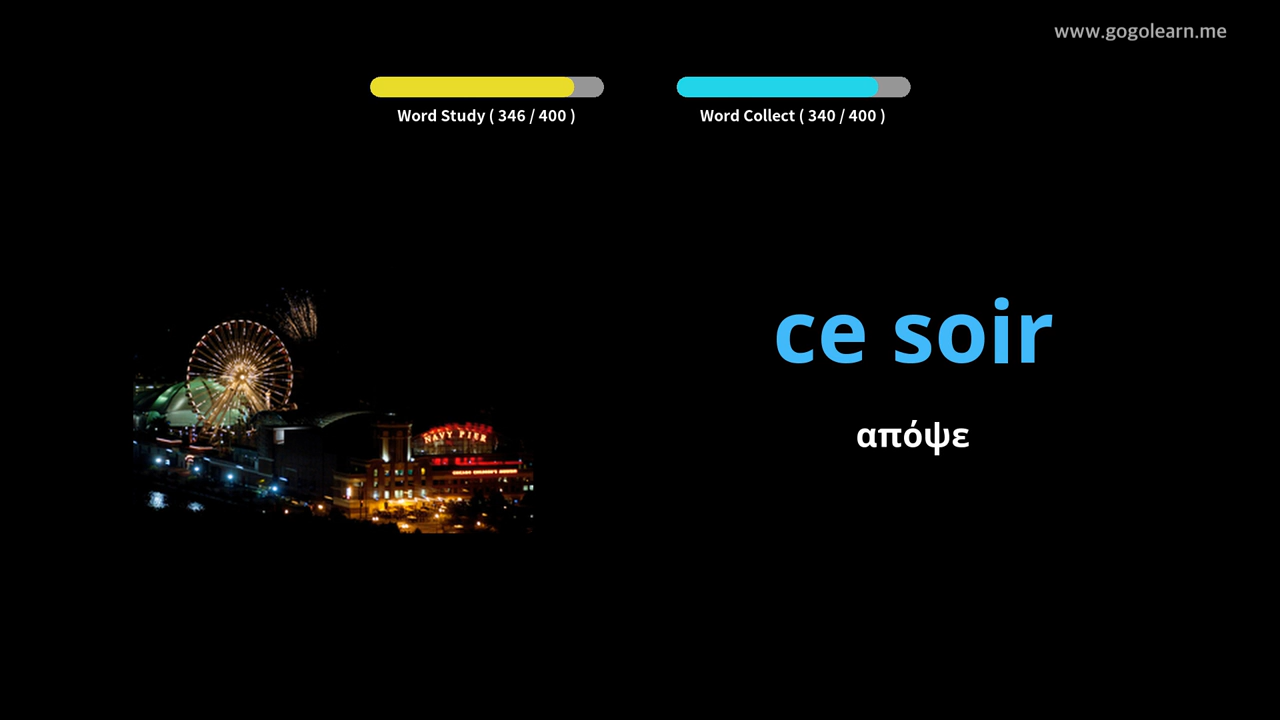 www.gogolearn.me
Word Study ( 346 / 400 )
Word Collect ( 340 / 400 )
ce soir
απόψε
NAVY PIER